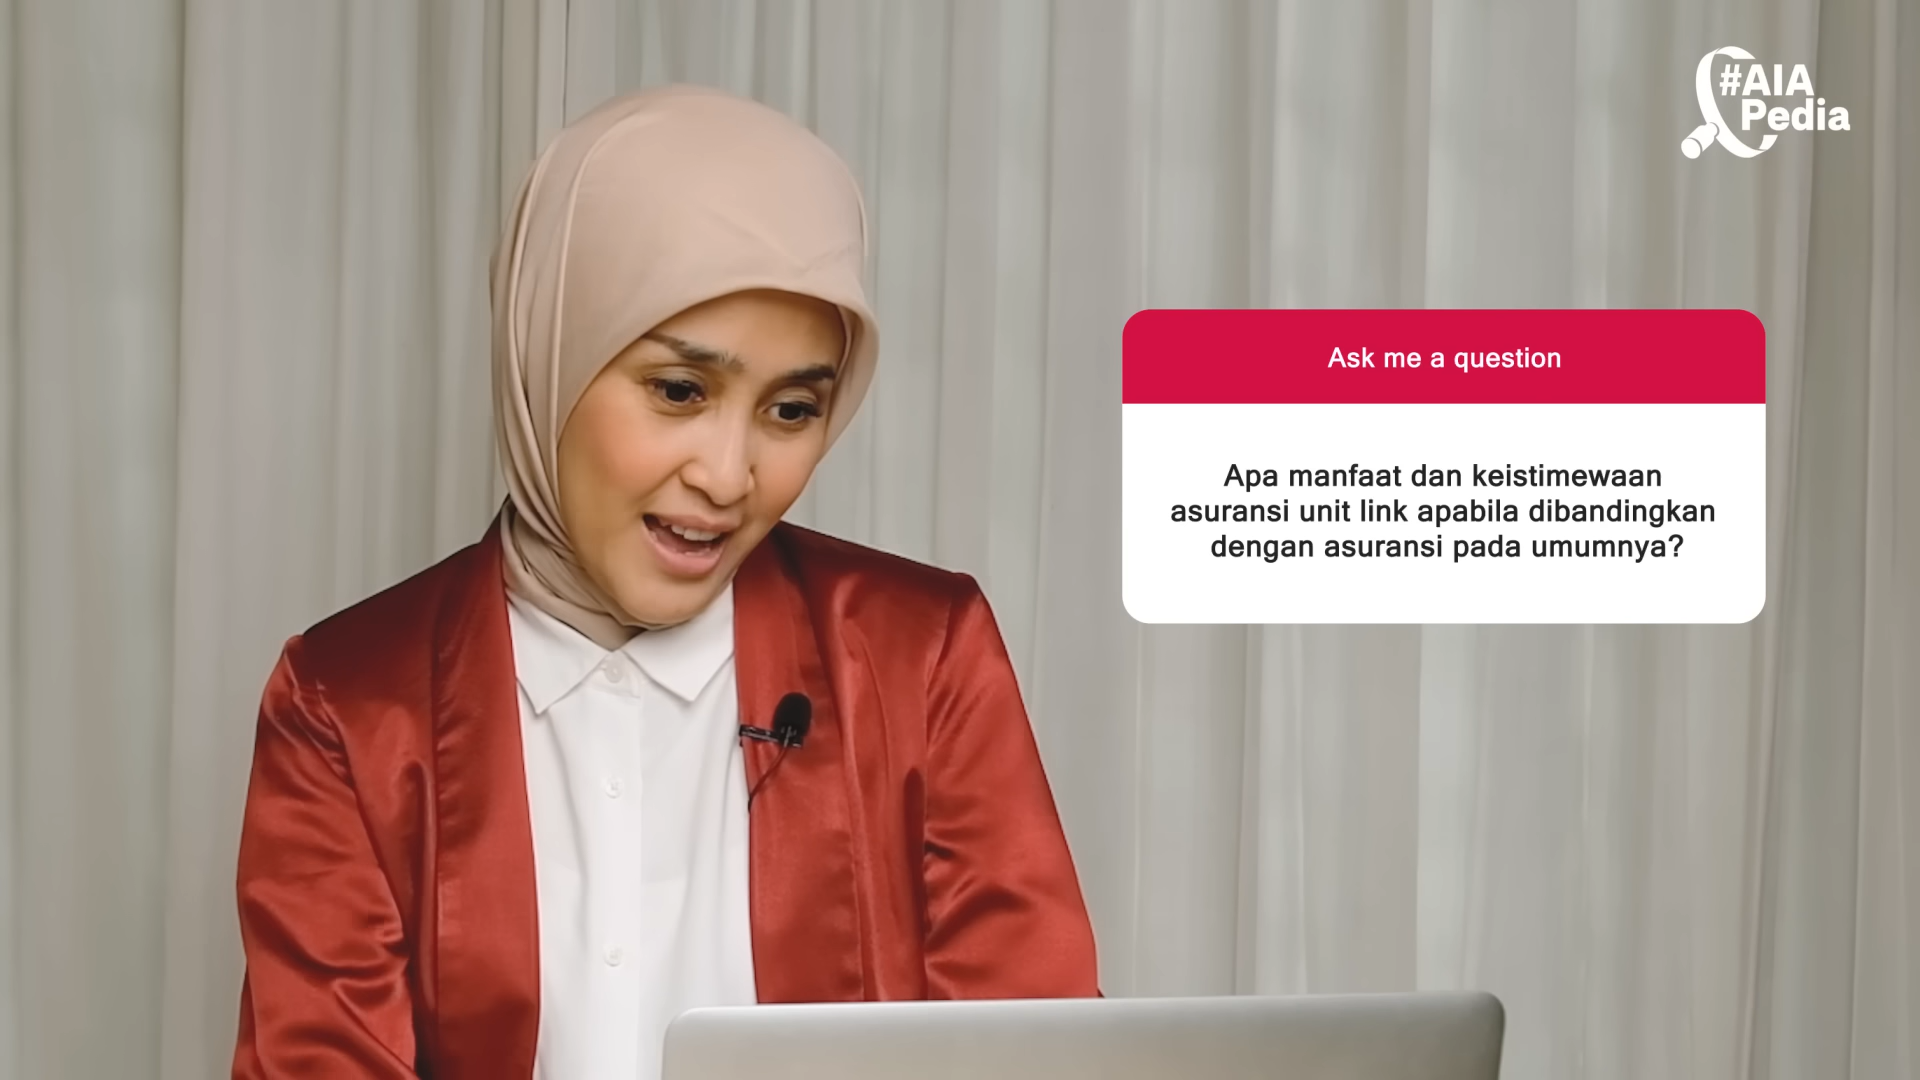 #AIA
Pedia
Ask me a question
Apa manfaat dan keistimewaan
asuransi unit link apabila dibandingkan
dengan asuransi pada umumnya?